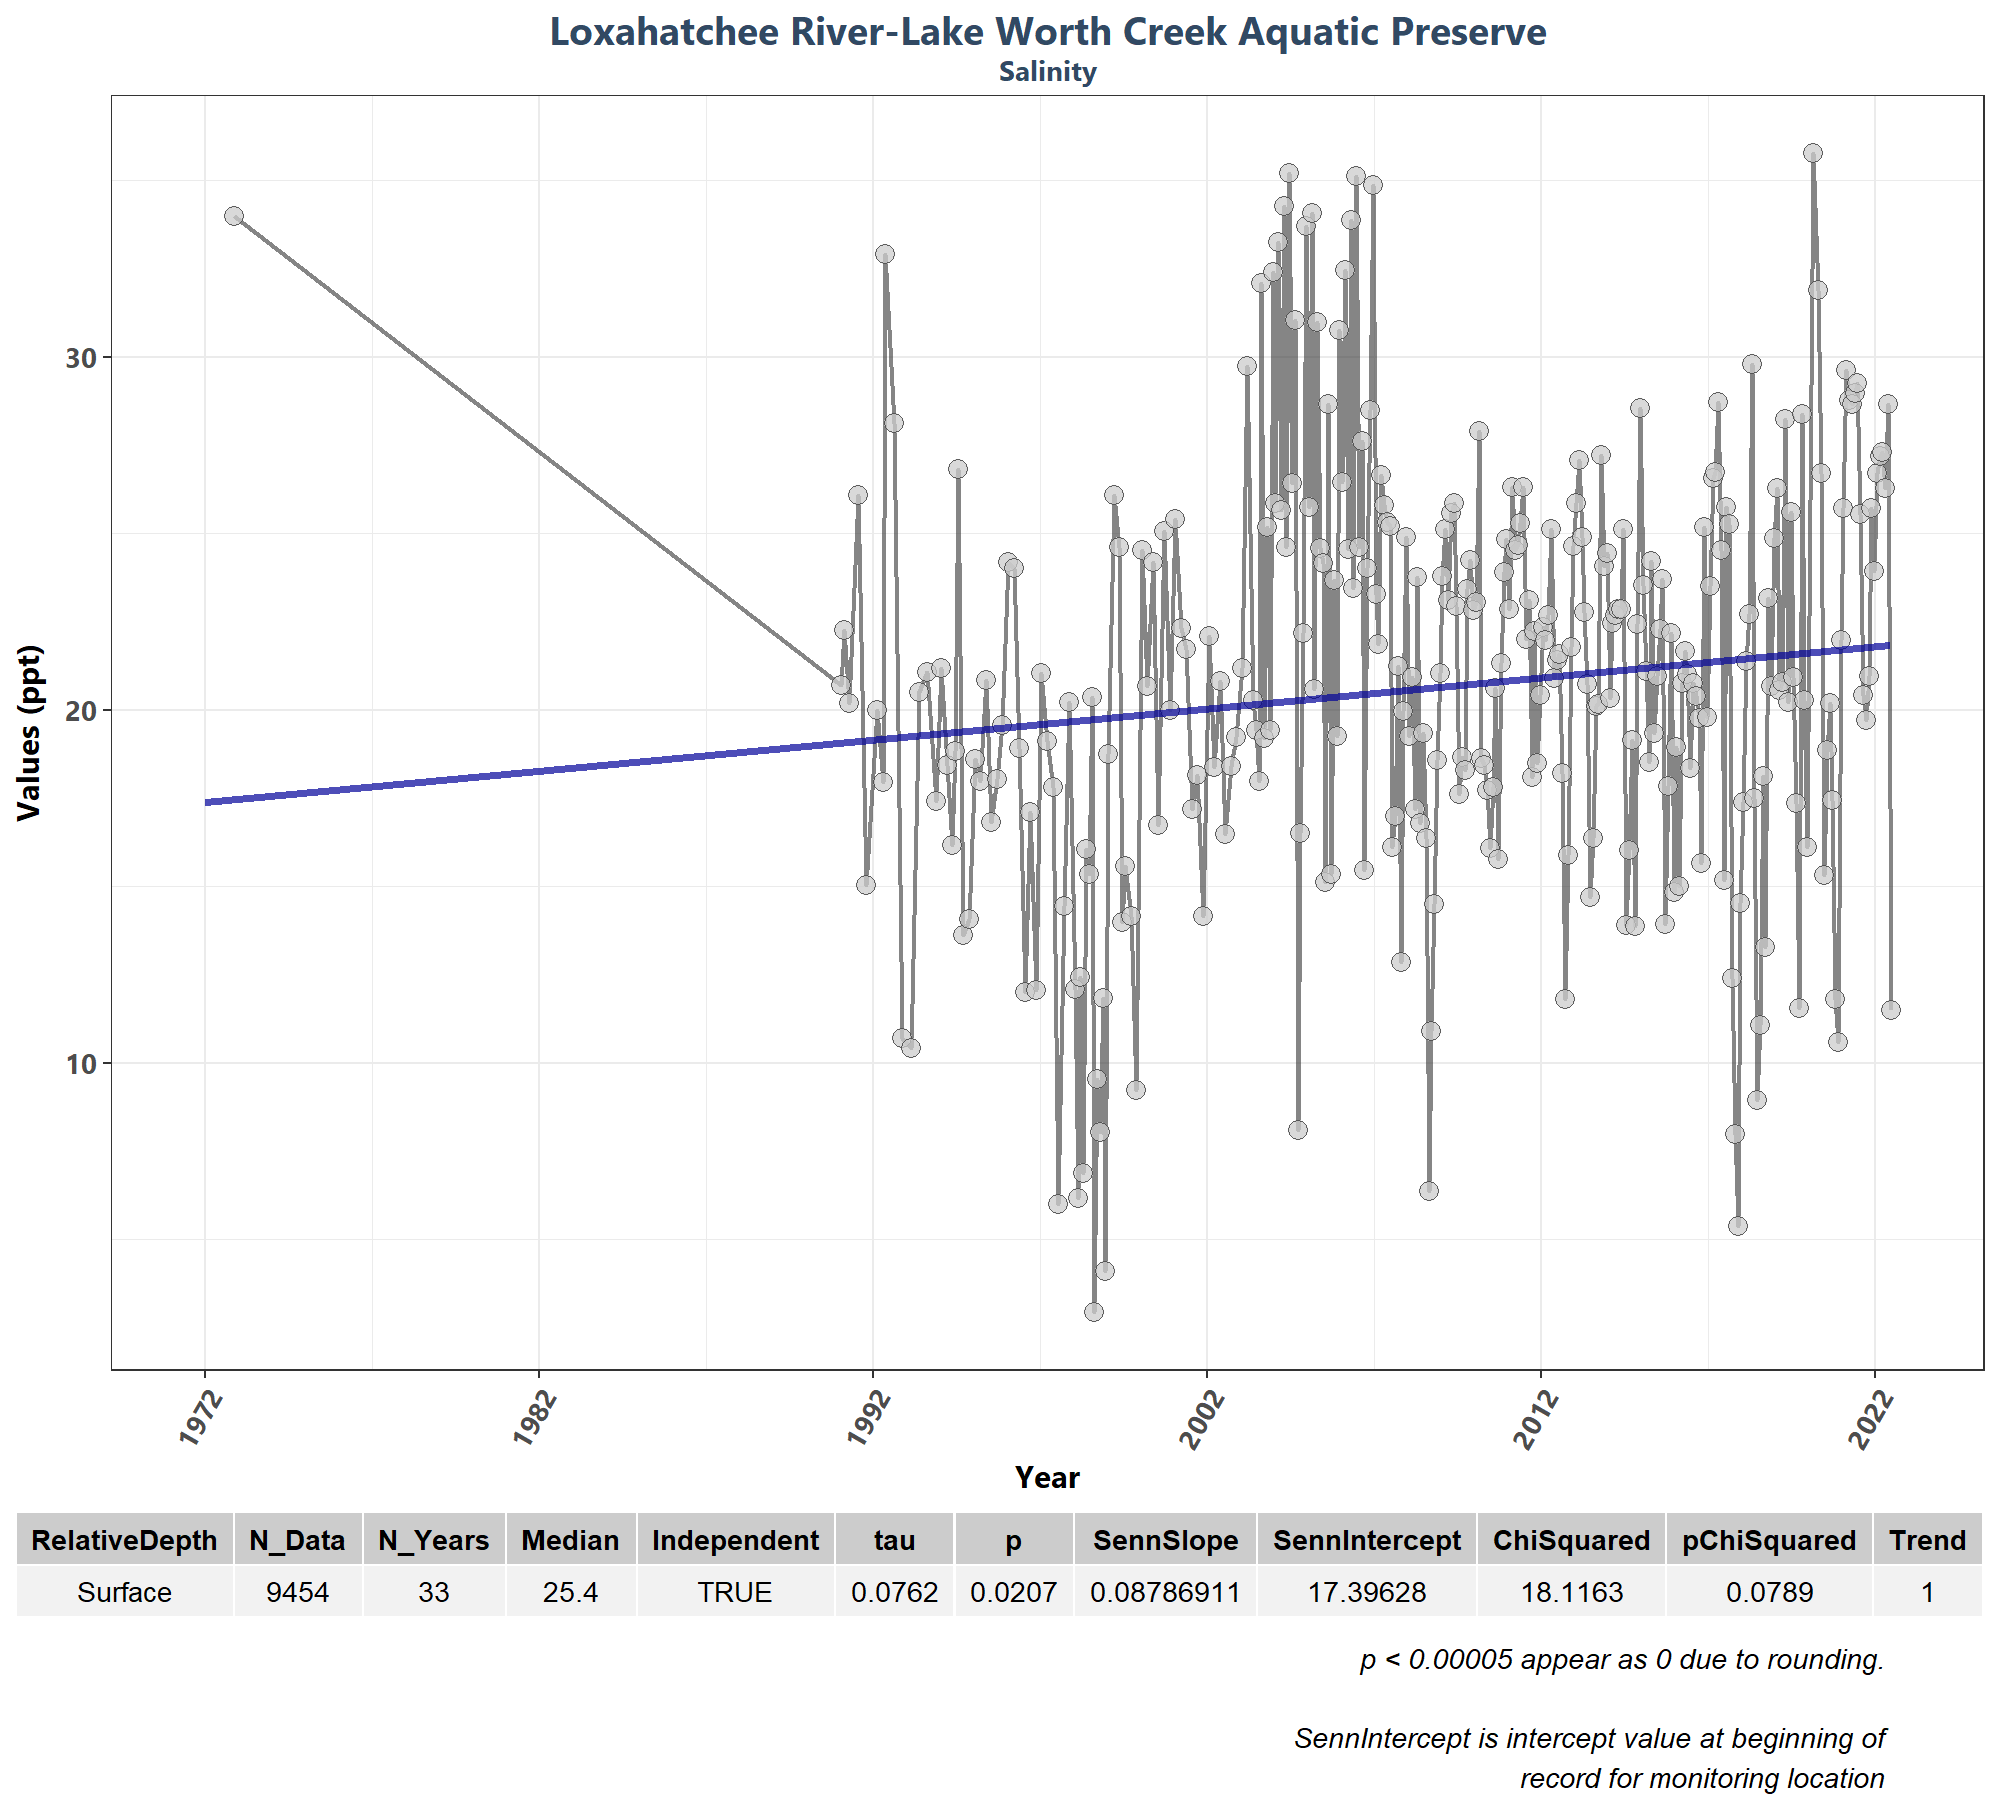 Loxahatchee River-Lake Worth Creek Aquatic Preserve
Salinity
Values (ppt)
30
20
10
1972 1982 1992 2002 2012 2022
Year
RelativeDepth N_Data N_Years Median Independent tau p SennSlope SennIntercept ChiSquared pChiSquared Trend
Surface 9454 33 25.4 TRUE 0.0762 0.0207 0.08786911 17.39628 18.1163 0.0789 1
p < 0.00005 appear as 0 due to rounding.
SennIntercept is intercept value at beginning of
record for monitoring location